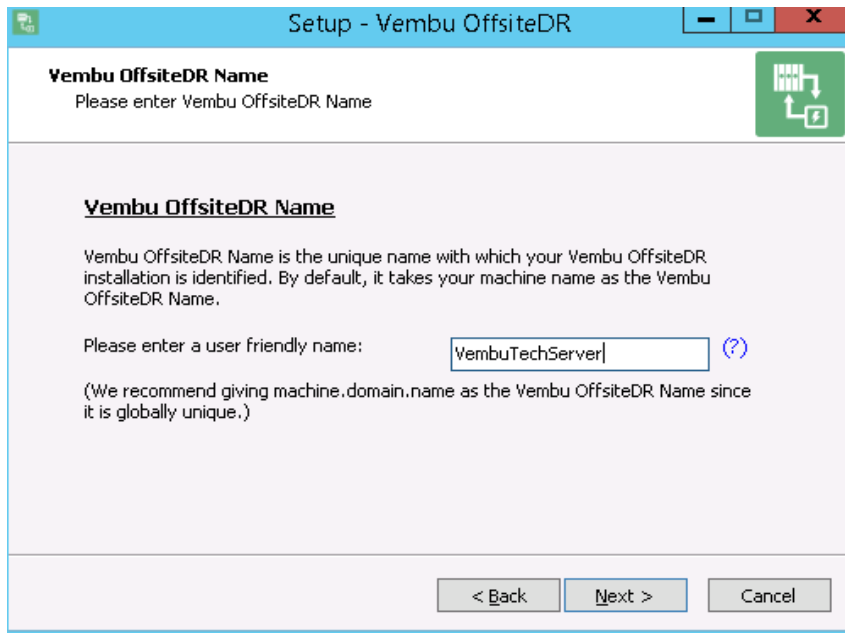 Setup - Vembu OffsiteDR
Vembu OffsiteDR Name
Please enter Vembu OffsiteDR Name
Vembu OffsiteDR Name
Vembu OffsiteDR Name is the unique name with which your Vembu OffsiteDR
installation is identified. By default, it takes your machine name as the Vembu
OffsiteDR Name.
Please enter a user friendly name: VembuTechServer (?)
(We recommend giving machine.domain.name as the Vembu OffsiteDR Name since
it is globally unique.)
< Back Next > Cancel